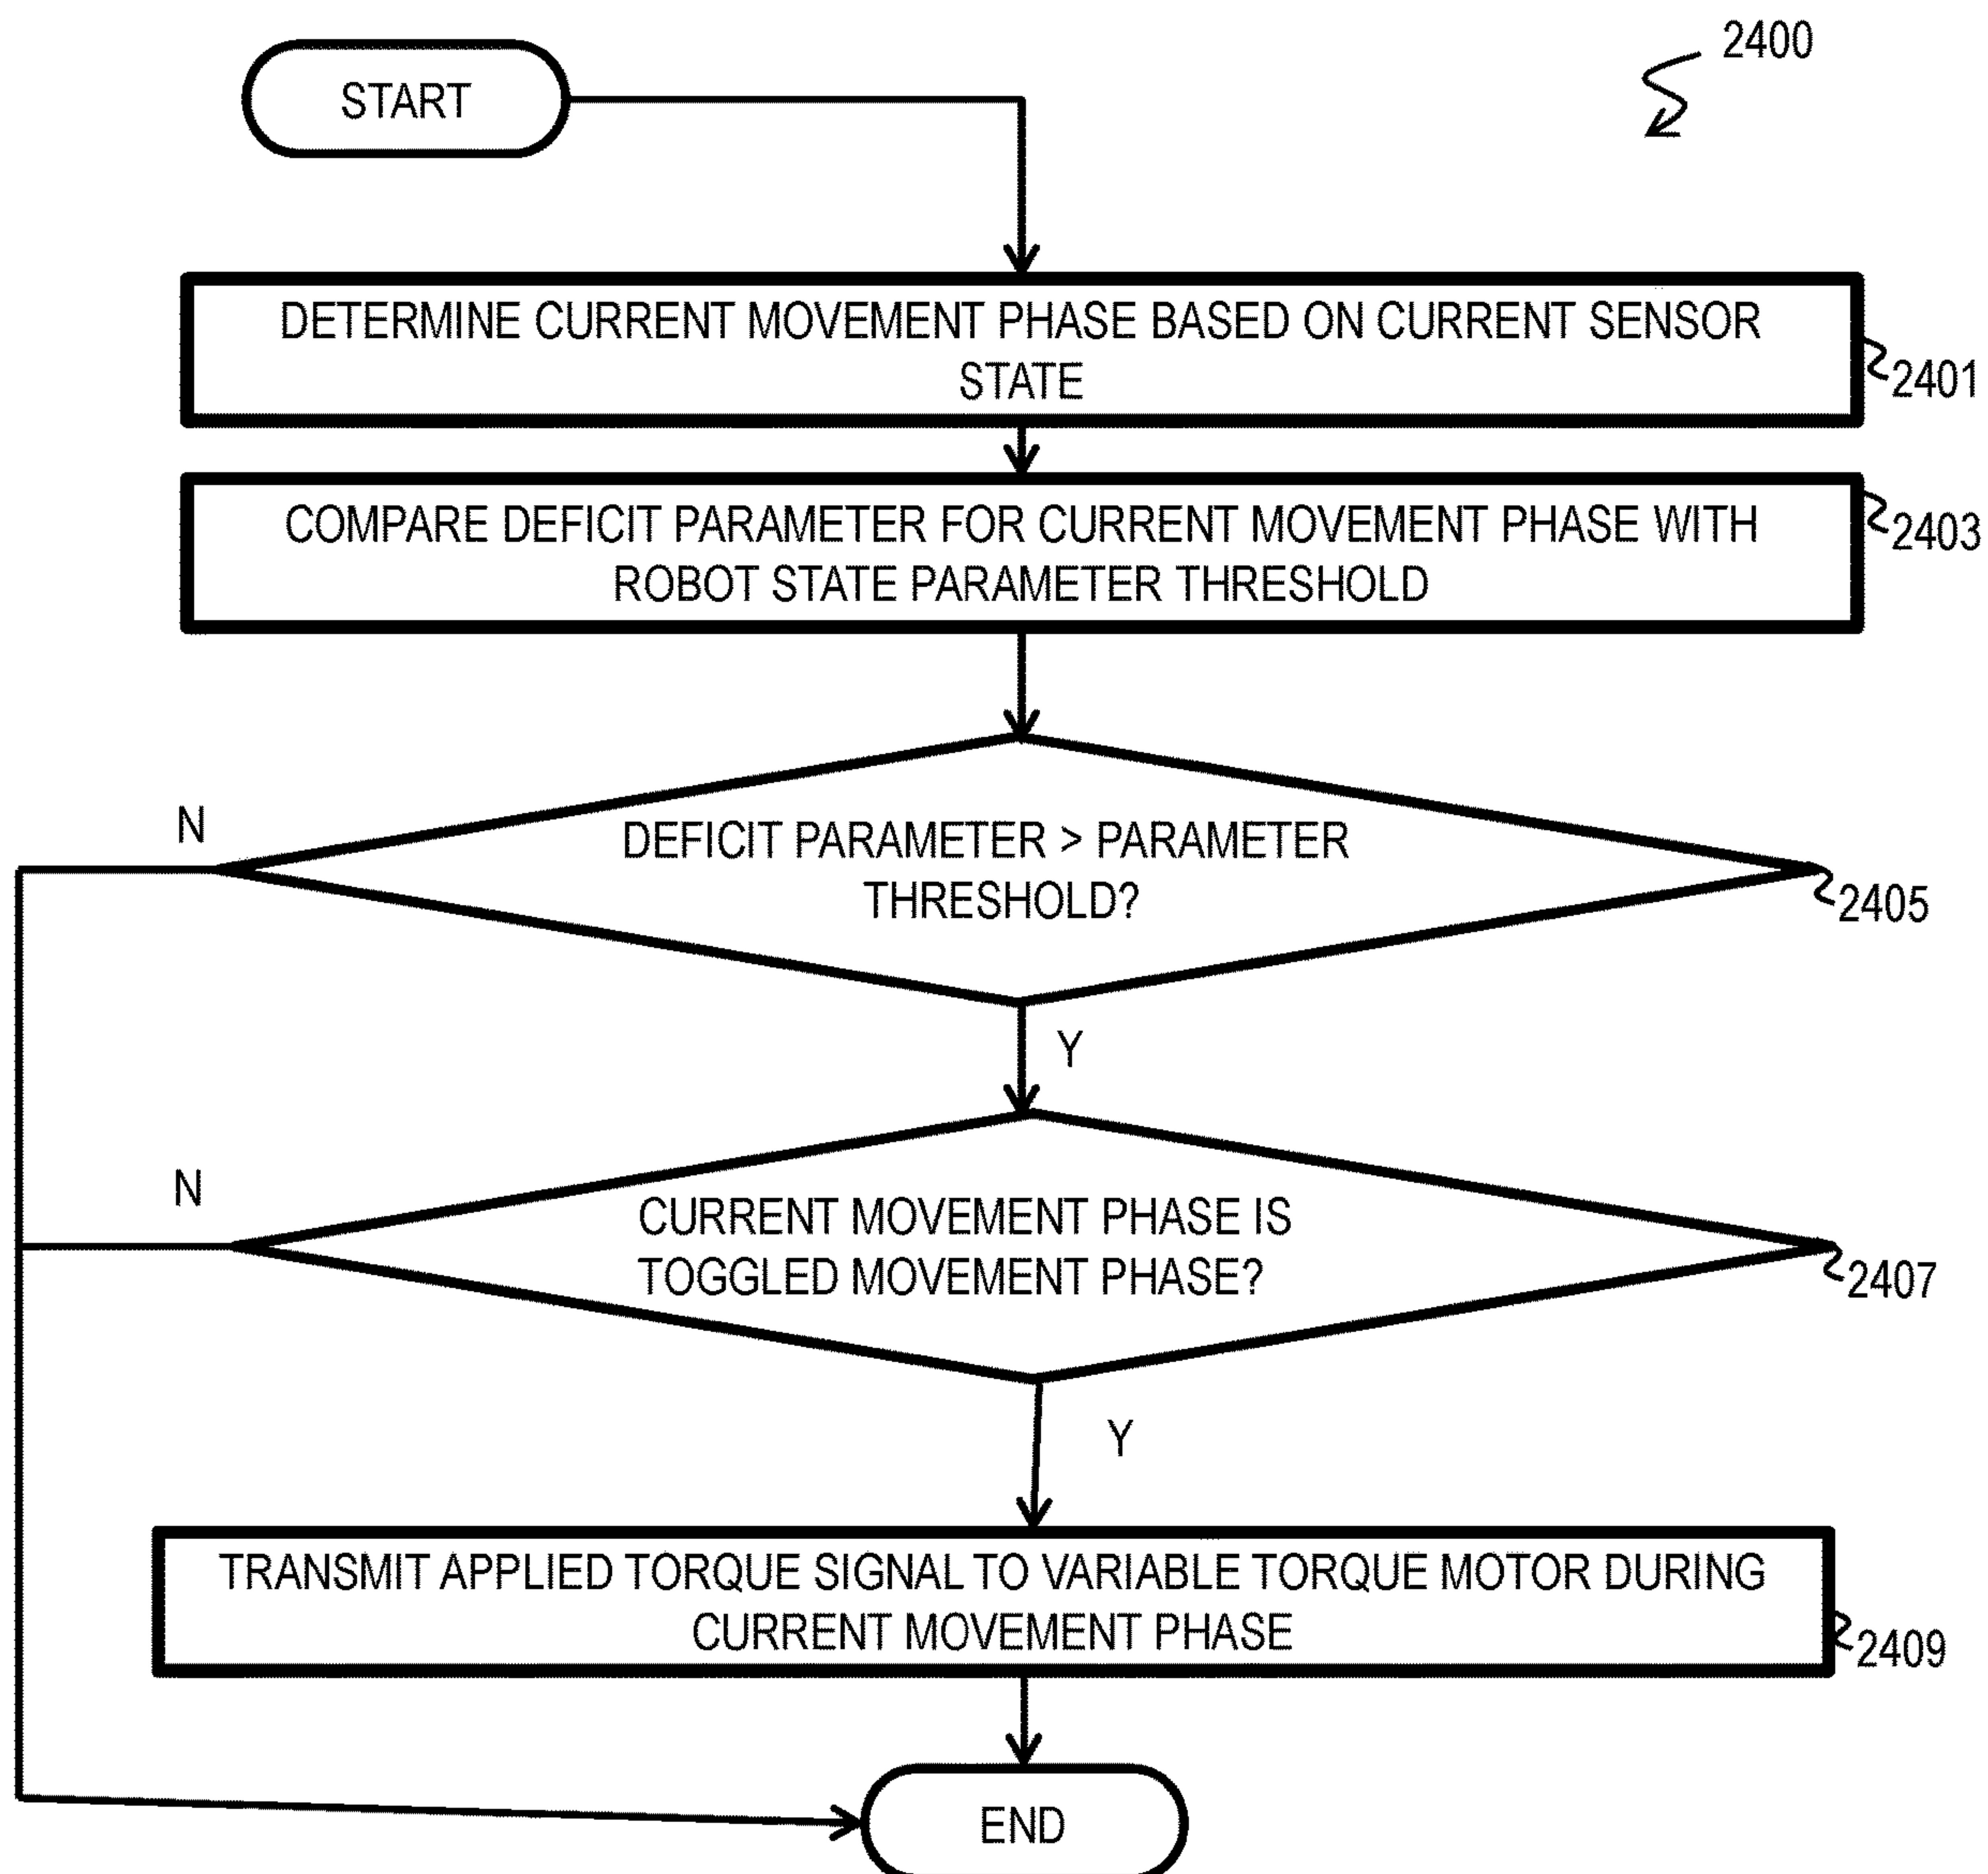 2400
START
DETERMINE CURRENT MOVEMENT PHASE BASED ON CURRENT SENSOR
STATE
2401
COMPARE DEFICIT PARAMETER FOR CURRENT MOVEMENT PHASE WITH
ROBOT STATE PARAMETER THRESHOLD
2403
N
DEFICIT PARAMETER > PARAMETER
THRESHOLD?
2405
Y
N
CURRENT MOVEMENT PHASE IS
TOGGLED MOVEMENT PHASE?
2407
Y
TRANSMIT APPLIED TORQUE SIGNAL TO VARIABLE TORQUE MOTOR DURING
CURRENT MOVEMENT PHASE
2409
END